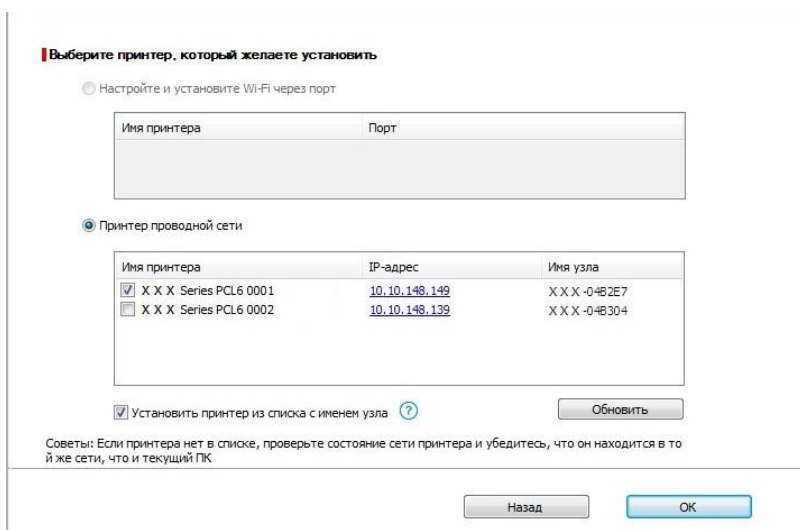 Выберите принтер, который желаете установить
Настройте и установите Wi-Fi через порт
Имя принтера Порт
Принтер проводной сети
Имя принтера IP-адрес Имя узла
X X X Series PCL6 0001 10.10.148.149 X X X -04B2E7
X X X Series PCL6 0002 10.10.148.139 X X X -04B304
Установить принтер из списка с именем узла ?
Обновить
Советы: Если принтера нет в списке, проверьте состояние сети принтера и убедитесь, что он находится в то
й же сети, что и текущий ПК
Назад OK